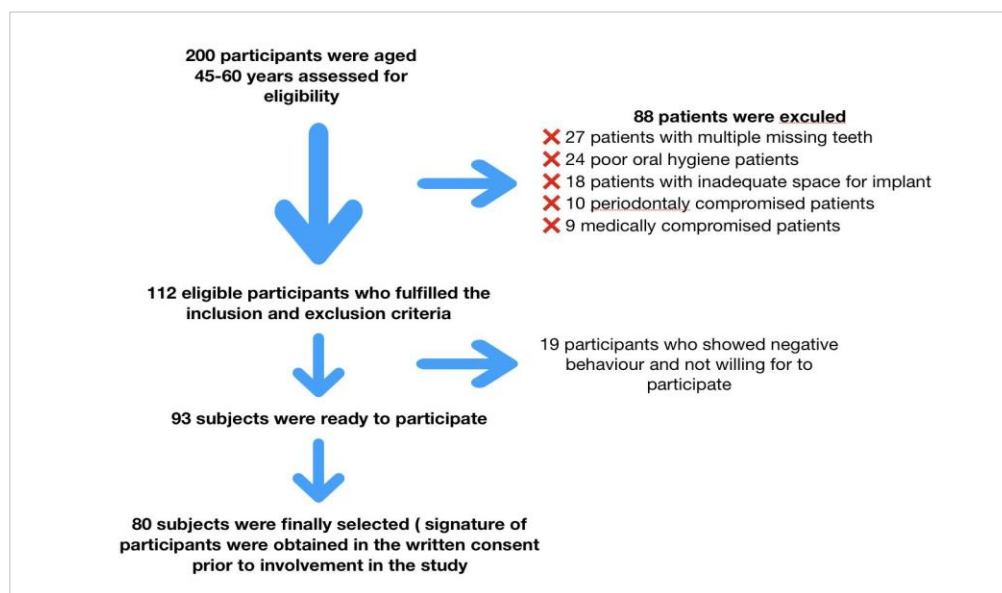 200 participants were aged
45-60 years assessed for
eligibility
88 patients were exculed
❌ 27 patients with multiple missing teeth
❌ 24 poor oral hygiene patients
❌ 18 patients with inadequate space for implant
❌ 10 periodontaly compromised patients
❌ 9 medically compromised patients
112 eligible participants who fulfilled the
inclusion and exclusion criteria
19 participants who showed negative
behaviour and not willing for to
participate
93 subjects were ready to participate
80 subjects were finally selected ( signature of
participants were obtained in the written consent
prior to involvement in the study